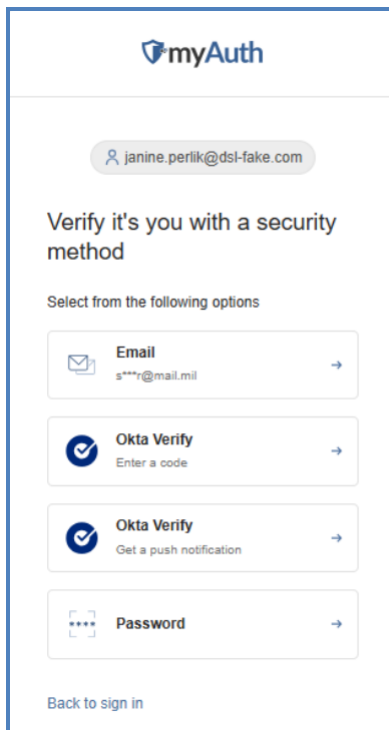 myAuth
janine.perlik@dsl-fake.com
Verify it's you with a security
method
Select from the following options
Email
s***r@mail.mil
Okta Verify
Enter a code
Okta Verify
Get a push notification
Password
Back to sign in